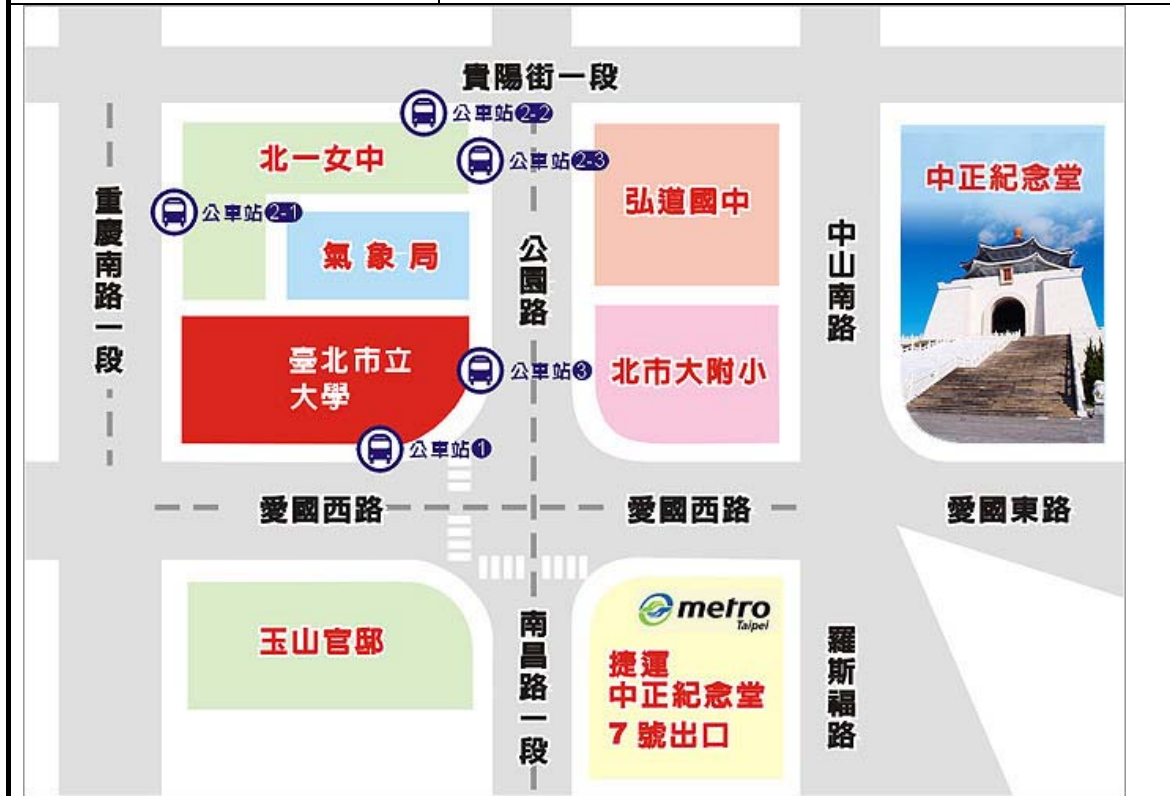 貴陽街一段
公車站2-2
北一女中
公車站2-3
公車站2-1
弘道國中
中正紀念堂
重慶南路一段
氣象局
公園路
中山南路
臺北市立
大學
公車站3
北市大附小
公車站1
愛國西路
愛國西路
愛國東路
玉山官邸
南昌路一段
metro
Taipei
捷運
中正紀念堂
7 號出口
羅斯福路